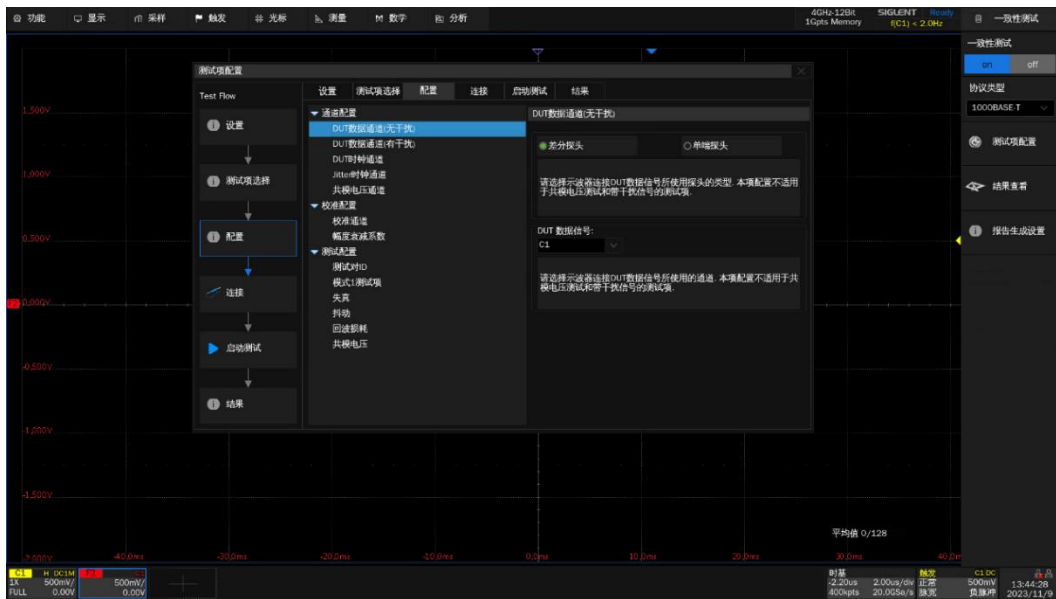 功能 显示 采样 触发 光标 测量 数学 分析
4GHz-12Bit
1Gpts Memory
SIGLENT Ready
f(C1) < 2.0Hz
一致性测试
一致性测试
on off
协议类型
1000BASE-T
测试项配置
结果查看
报告生成设置
测试项配置
Test Flow
设置
测试项选择
配置
连接
启动测试
结果
设置 测试项选择 配置 连接 启动测试 结果
通道配置
DUT数据通道(无干扰)
DUT数据通道(有干扰)
DUT时钟通道
Jitter时钟通道
共模电压通道
校准配置
校准通道
幅度衰减系数
测试配置
测试对ID
模式1测试项
失真
抖动
回波损耗
共模电压
DUT数据通道(无干扰)
差分探头 单端探头
请选择示波器连接DUT数据信号所使用探头的类型. 本项配置不适用
于共模电压测试和带干扰信号的测试项.
DUT 数据信号:
C1
请选择示波器连接DUT数据信号所使用的通道. 本项配置不适用于共
模电压测试和带干扰信号的测试项.
1.500V
1.000V
0.500V
0.000V
-0.500V
-1.000V
-1.500V
-2.000V
-40.0ms -30.0ms -20.0ms -10.0ms 0.0ms 10.0ms 20.0ms 30.0ms 40.0m
平均值 0/128
C1 H DC1M
1X 500mV/
FULL 0.00V
F2 C1
500mV/
0.00V
时基
-2.20us 2.00us/div
400kpts 20.0GSa/s
触发 C1 DC
正常 500mV
脉宽 负脉冲
13:44:28
2023/11/9